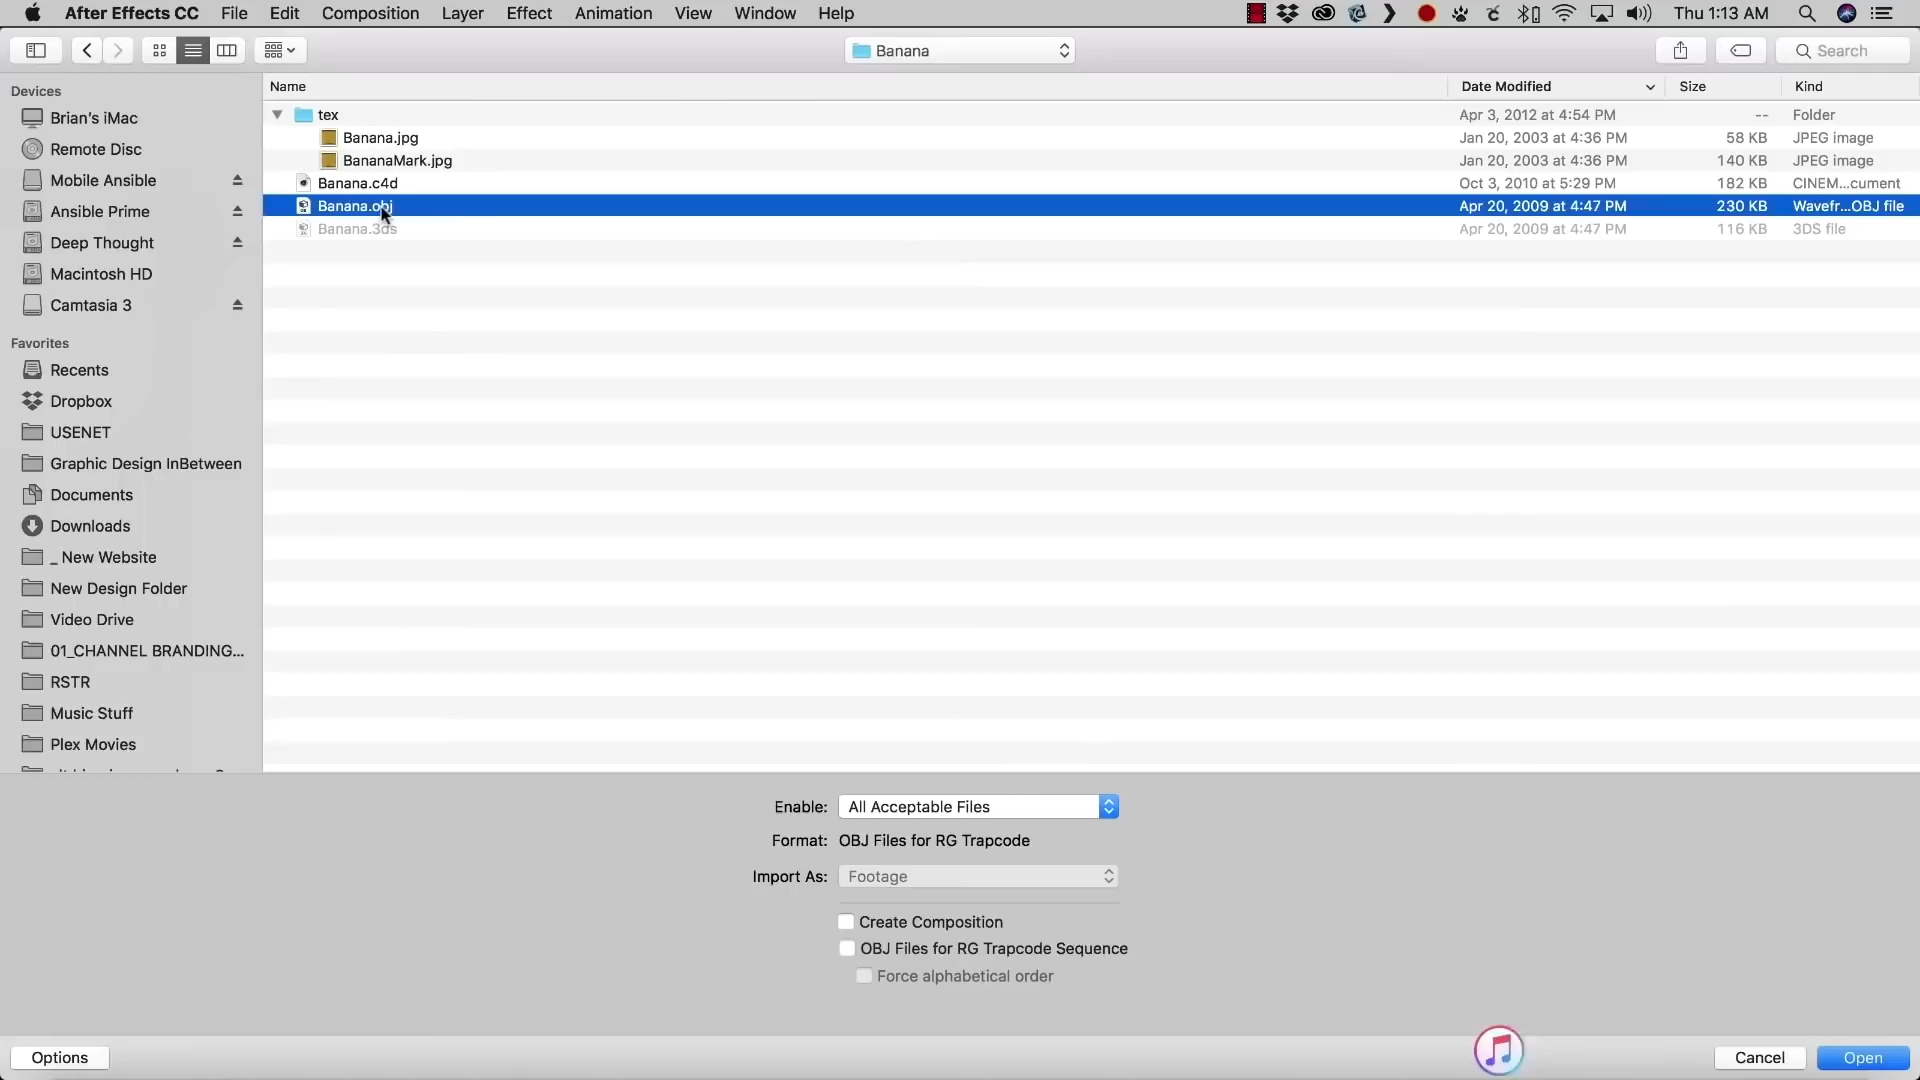 After Effects CC File Edit Composition Layer Effect Animation View Window Help Thu 1:13 AM
Banana Search
Devices
Brian's iMac
Remote Disc
Mobile Ansible
Ansible Prime
Deep Thought
Macintosh HD
Camtasia 3
Favorites
Recents
Dropbox
USENET
Graphic Design InBetween
Documents
Downloads
_ New Website
New Design Folder
Video Drive
01_CHANNEL BRANDING...
RSTR
Music Stuff
Plex Movies
Name Date Modified Size Kind
tex Apr 3, 2012 at 4:54 PM -- Folder
Banana.jpg Jan 20, 2003 at 4:36 PM 58 KB JPEG image
BananaMark.jpg Jan 20, 2003 at 4:36 PM 140 KB JPEG image
Banana.c4d Oct 3, 2010 at 5:29 PM 182 KB CINEM...cument
Banana.obj Apr 20, 2009 at 4:47 PM 230 KB Wavefr...OBJ file
Banana.3ds Apr 20, 2009 at 4:47 PM 116 KB 3DS file
Enable: All Acceptable Files
Format: OBJ Files for RG Trapcode
Import As: Footage
Create Composition
OBJ Files for RG Trapcode Sequence
Force alphabetical order
Options Cancel Open